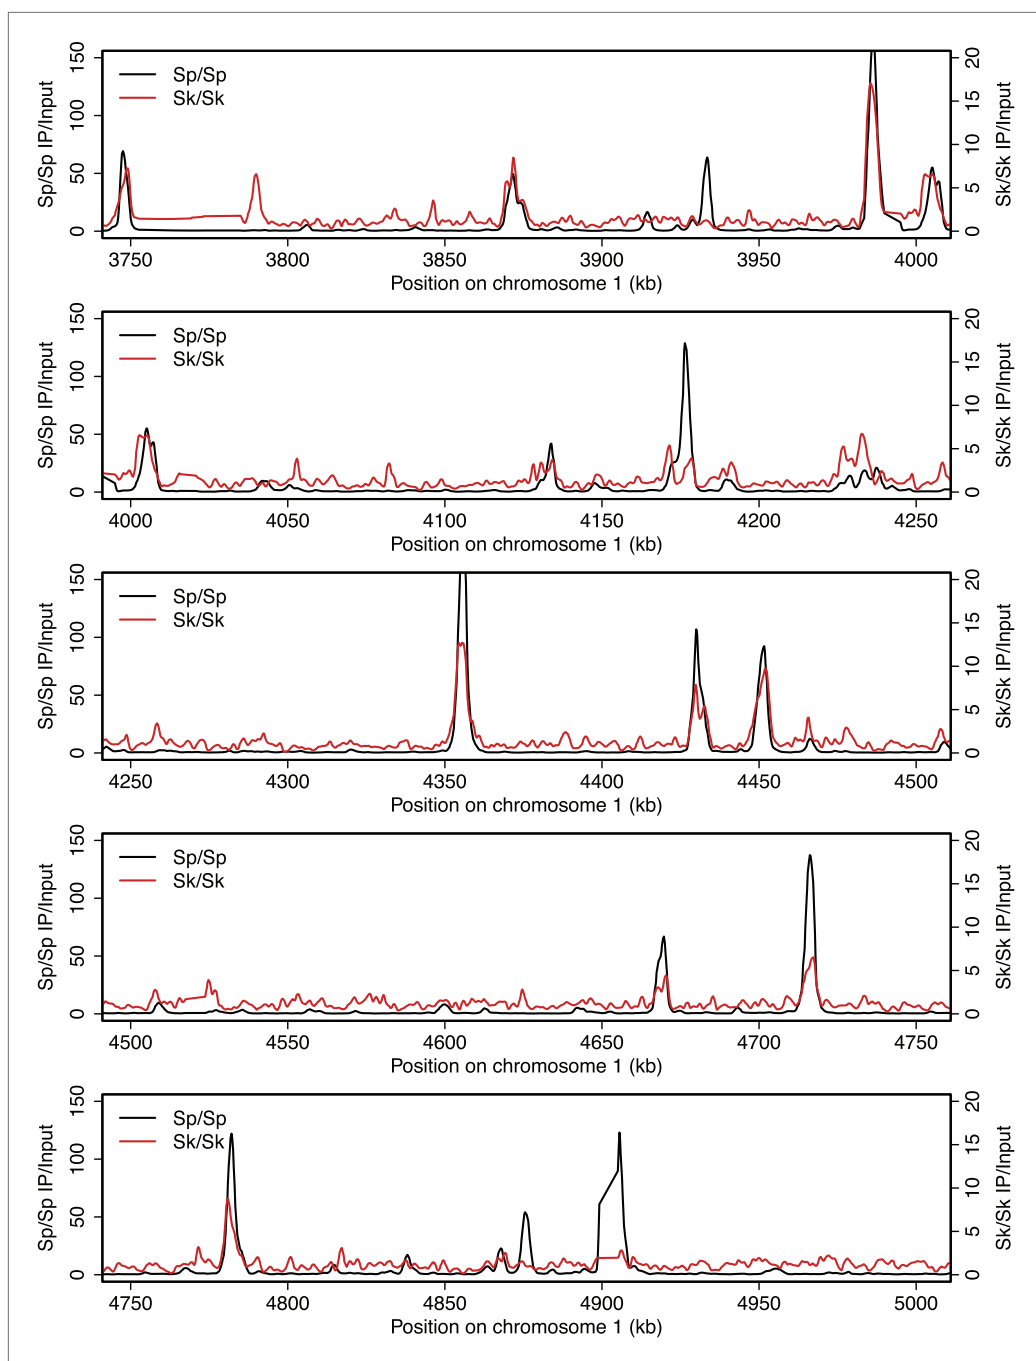 Sp/Sp IP/Input
150
100
50
0
Sp/Sp
Sk/Sk
20
15
10
5
0
Sk/Sk IP/Input
3750 3800 3850 3900 3950 4000
Position on chromosome 1 (kb)
Sp/Sp IP/Input
150
100
50
0
Sp/Sp
Sk/Sk
20
15
10
5
0
Sk/Sk IP/Input
4000 4050 4100 4150 4200 4250
Position on chromosome 1 (kb)
Sp/Sp IP/Input
150
100
50
0
Sp/Sp
Sk/Sk
20
15
10
5
0
Sk/Sk IP/Input
4250 4300 4350 4400 4450 4500
Position on chromosome 1 (kb)
Sp/Sp IP/Input
150
100
50
0
Sp/Sp
Sk/Sk
20
15
10
5
0
Sk/Sk IP/Input
4500 4550 4600 4650 4700 4750
Position on chromosome 1 (kb)
Sp/Sp IP/Input
150
100
50
0
Sp/Sp
Sk/Sk
20
15
10
5
0
Sk/Sk IP/Input
4750 4800 4850 4900 4950 5000
Position on chromosome 1 (kb)